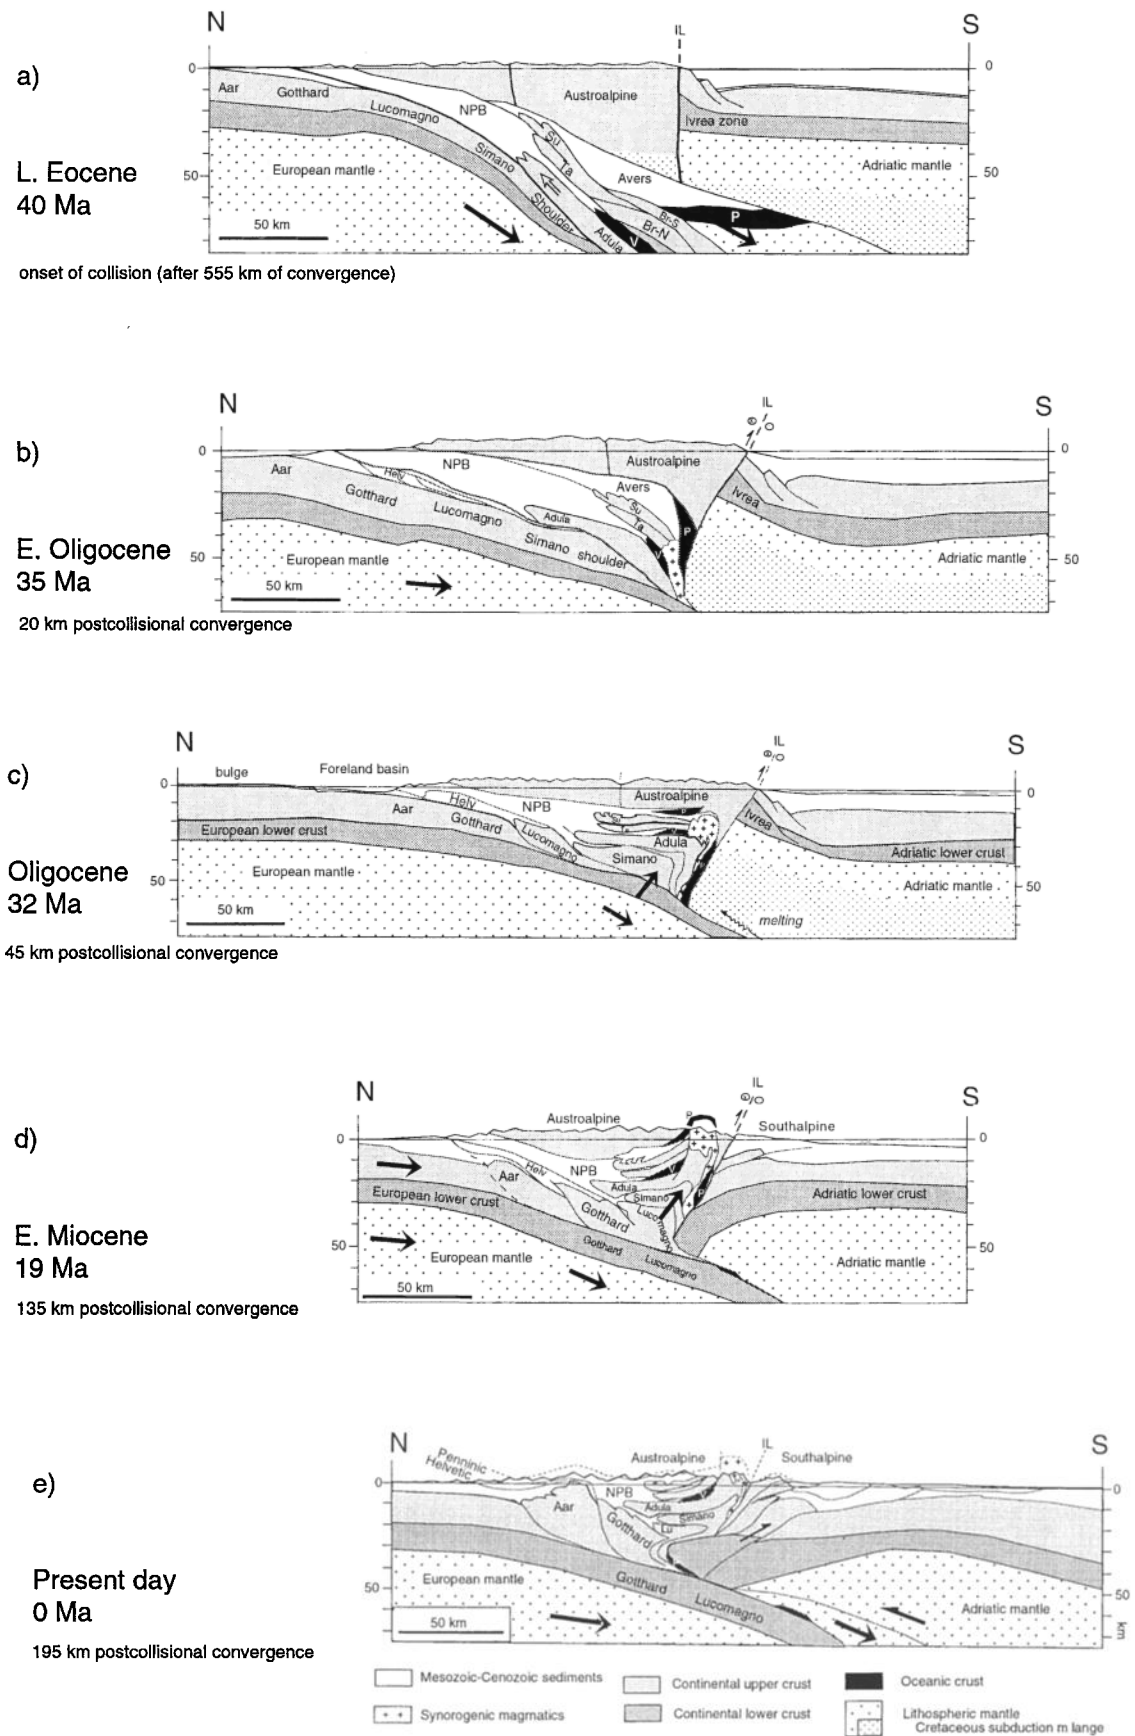 N
S
a)
IL
0
0
Aar
Gotthard
Lucomagno
NPB
Austroalpine
Ivrea zone
Su
Ta
Simano
European mantle
Adriatic mantle
L. Eocene
40 Ma
50
50
Avers
Shoulder
Br-S
Br-N
P
V
Adula
50 km
onset of collision (after 555 km of convergence)
N
IL
S
b)
0
0
Aar
NPB
Austroalpine
Hely
Avers
Ivrea
Gotthard
Lucomagno
Adula
Su
Ta
P
E. Oligocene
35 Ma
Simano shoulder
V
50
50
European mantle
Adriatic mantle
50 km
20 km postcollisional convergence
N
IL
S
c)
bulge
Foreland basin
0
0
Aar
Hely
NPB
Austroalpine
Ivrea
European lower crust
Gotthard
Lucomagno
Adula
Simano
Adriatic lower crust
Oligocene
32 Ma
European mantle
Adriatic mantle
50
50
50 km
melting
45 km postcollisional convergence
N
IL
S
d)
Austroalpine
P
Southalpine
0
0
Aar
Helv
NPB
V
Adula
Simano
P
European lower crust
Adriatic lower crust
Gotthard
Lucomagno
E. Miocene
19 Ma
50
50
European mantle
Gotthard
Lucomagno
Adriatic mantle
50 km
135 km postcollisional convergence
N
IL
S
e)
Penninic
Helvetic
Austroalpine
Southalpine
0
0
Aar
NPB
Adula
Simano
Gotthard
Lu
Present day
0 Ma
50
50
European mantle
Gotthard
Lucomagno
Adriatic mantle
50 km
km
195 km postcollisional convergence
Mesozoic-Cenozoic sediments
Continental upper crust
Oceanic crust
Synorogenic magmatics
Continental lower crust
Lithospheric mantle
Cretaceous subduction m lange